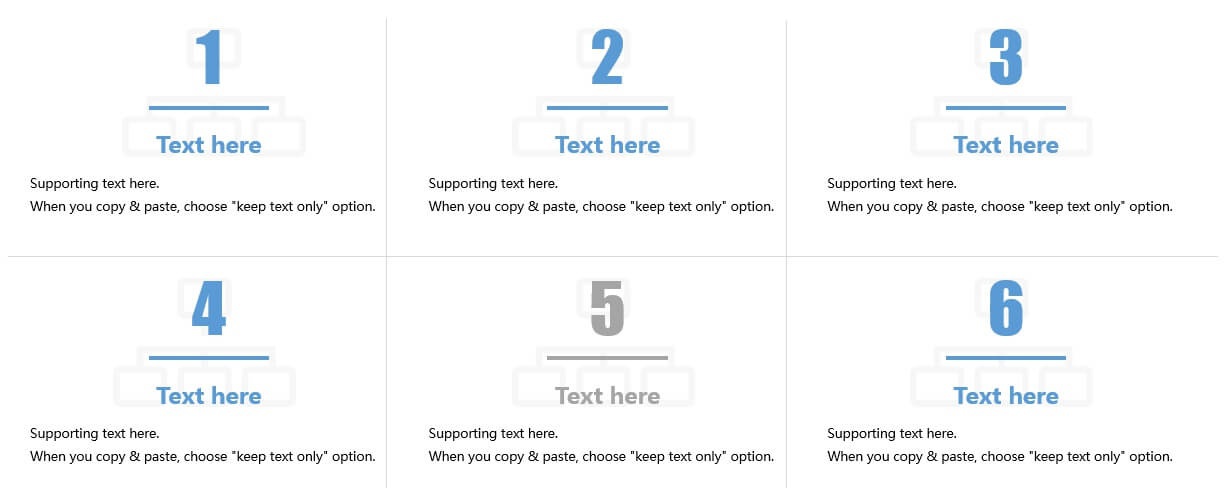 1
Text here
Supporting text here.
When you copy & paste, choose "keep text only" option.
2
Text here
Supporting text here.
When you copy & paste, choose "keep text only" option.
3
Text here
Supporting text here.
When you copy & paste, choose "keep text only" option.
4
Text here
Supporting text here.
When you copy & paste, choose "keep text only" option.
5
Text here
Supporting text here.
When you copy & paste, choose "keep text only" option.
6
Text here
Supporting text here.
When you copy & paste, choose "keep text only" option.